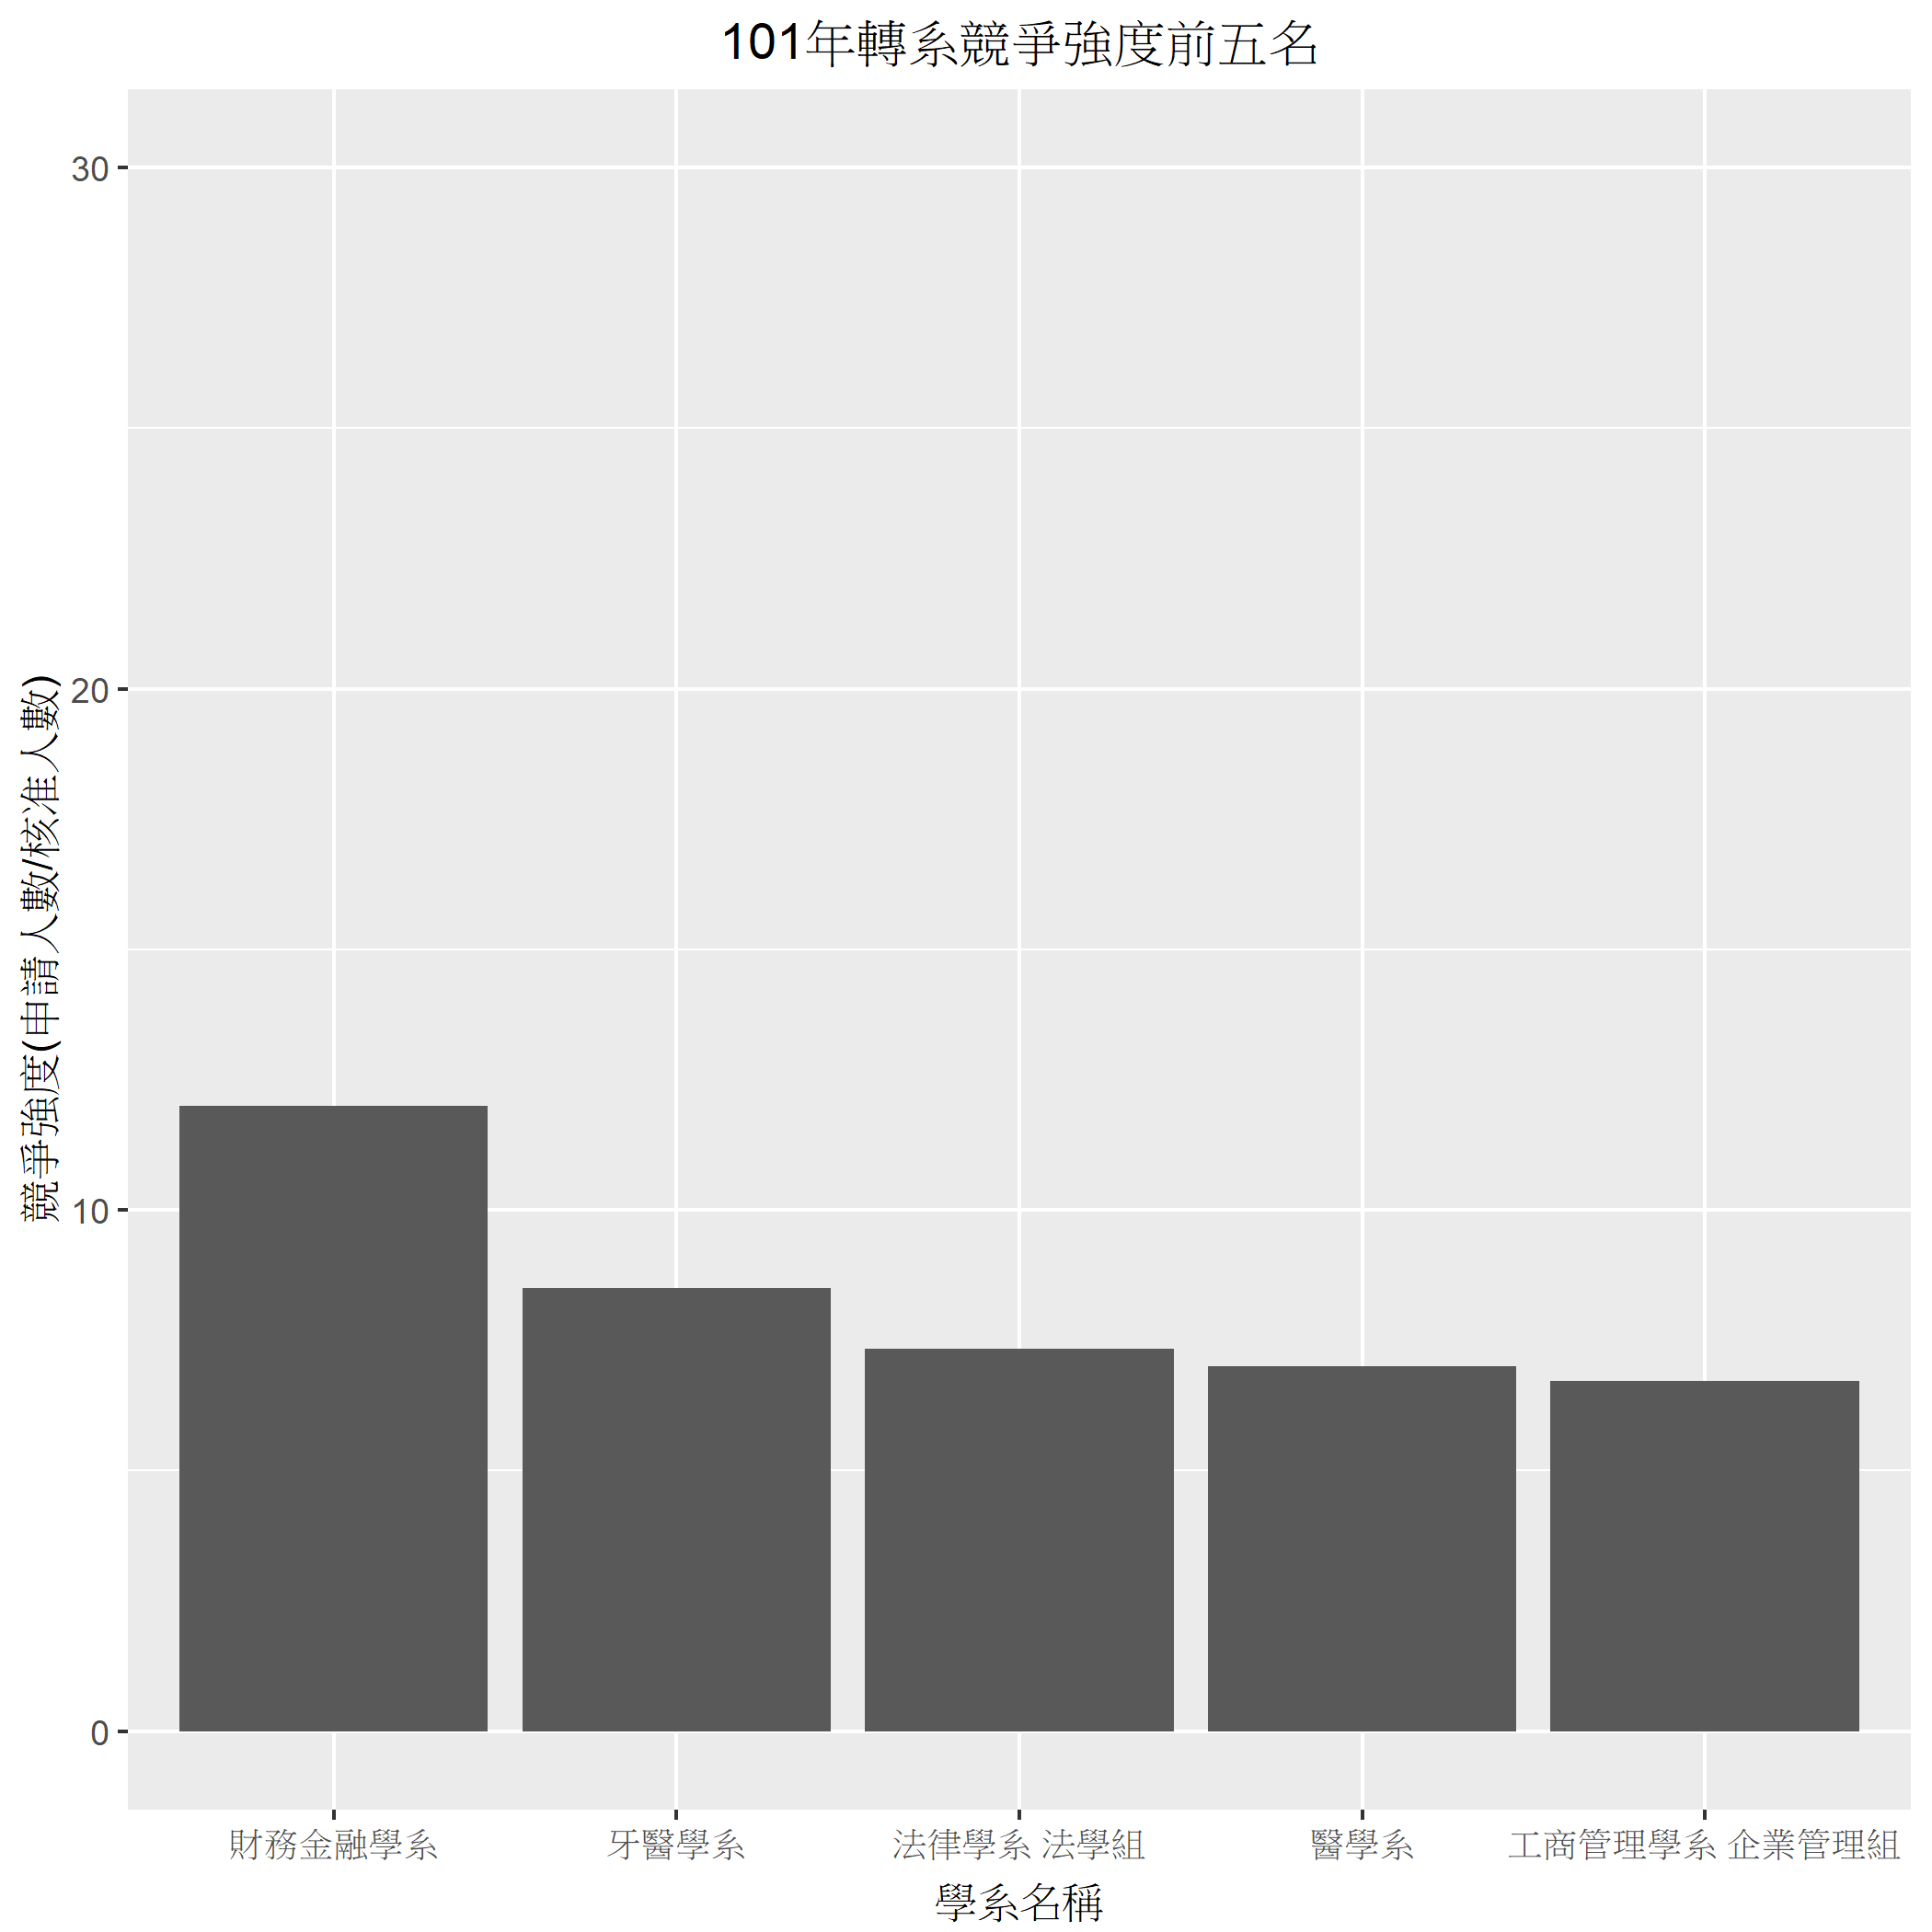 101年轉系競爭強度前五名
競爭強度(申請人數/核准人數)
30
20
10
0
財務金融學系
牙醫學系
法律學系 法學組
醫學系
工商管理學系 企業管理組
學系名稱